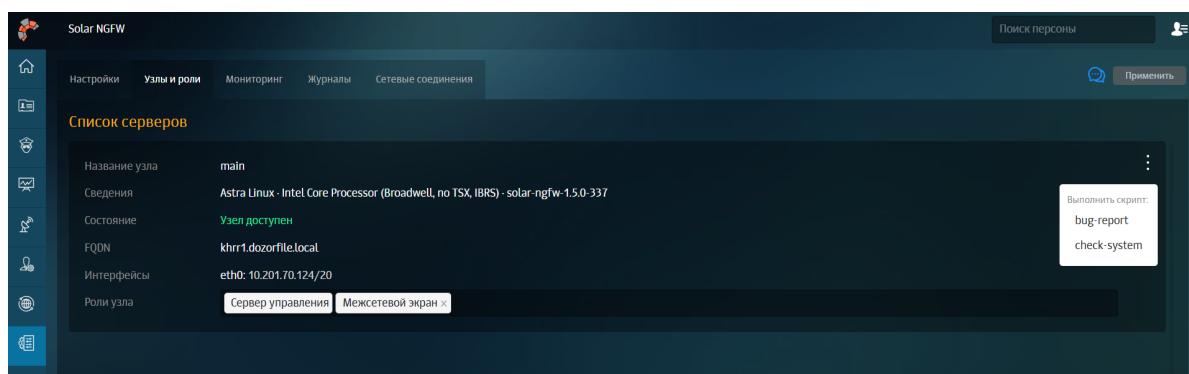 Solar NGFW
Поиск персоны
Настройки Узлы и роли Мониторинг Журналы Сетевые соединения
Применить
Список серверов
Название узла main
Сведения Astra Linux · Intel Core Processor (Broadwell, no TSX, IBRS) · solar-ngfw-1.5.0-337
Выполнить скрипт:
Состояние Узел доступен
bug-report
FQDN khrr1.dozorfile.local
check-system
Интерфейсы eth0: 10.201.70.124/20
Роли узла Сервер управления Межсетевой экран ×